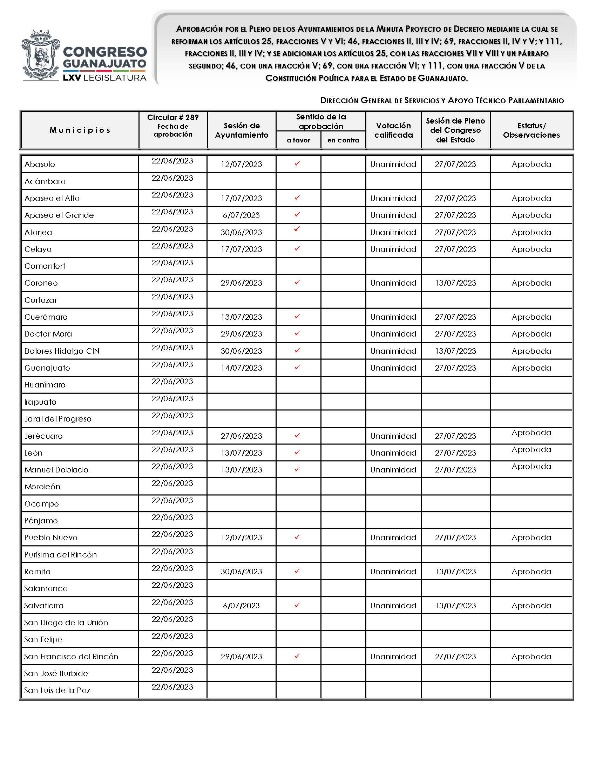 CONGRESO
GUANAJUATO
LXV LEGISLATURA
APROBACIÓN POR EL PLENO DE LOS AYUNTAMIENTOS DE LA MINUTA PROYECTO DE DECRETO MEDIANTE LA CUAL SE
REFORMAN LOS ARTÍCULOS 25, FRACCIONES V Y VI; 46, FRACCIONES II, III Y IV; 69, FRACCIONES II, IV Y V; Y 111,
FRACCIONES II, III Y IV; Y SE ADICIONAN LOS ARTÍCULOS 25, CON LAS FRACCIONES VII Y VIII Y UN PÁRRAFO
SEGUNDO; 46, CON UNA FRACCIÓN V; 69, CON UNA FRACCIÓN VI; Y 111, CON UNA FRACCIÓN V DE LA
CONSTITUCIÓN POLÍTICA PARA EL ESTADO DE GUANAJUATO.
DIRECCIÓN GENERAL DE SERVICIOS Y APOYO TÉCNICO PARLAMENTARIO
Municipios Circular # 289 Fecha de aprobación Sesión de Ayuntamiento Sentido de la aprobación a favor en contra Votación calificada Sesión de Pleno del Congreso del Estado Estatus/ Observaciones
Abasolo 22/06/2023 12/07/2023 ✓ Unanimidad 27/07/2023 Aprobada
Acámbaro 22/06/2023
Apaseo el Alto 22/06/2023 17/07/2023 ✓ Unanimidad 27/07/2023 Aprobada
Apaseo el Grande 22/06/2023 6/07/2023 ✓ Unanimidad 27/07/2023 Aprobada
Atarjea 22/06/2023 30/06/2023 ✓ Unanimidad 27/07/2023 Aprobada
Celaya 22/06/2023 17/07/2023 ✓ Unanimidad 27/07/2023 Aprobada
Comonfort 22/06/2023
Coroneo 22/06/2023 29/06/2023 ✓ Unanimidad 13/07/2023 Aprobada
Cortazar 22/06/2023
Cuerámaro 22/06/2023 13/07/2023 ✓ Unanimidad 27/07/2023 Aprobada
Doctor Mora 22/06/2023 29/06/2023 ✓ Unanimidad 27/07/2023 Aprobada
Dolores Hidalgo CIN 22/06/2023 30/06/2023 ✓ Unanimidad 13/07/2023 Aprobada
Guanajuato 22/06/2023 14/07/2023 ✓ Unanimidad 27/07/2023 Aprobada
Huanímaro 22/06/2023
Irapuato 22/06/2023
Jaral del Progreso 22/06/2023
Jerécuaro 22/06/2023 27/06/2023 ✓ Unanimidad 27/07/2023 Aprobada
León 22/06/2023 13/07/2023 ✓ Unanimidad 27/07/2023 Aprobada
Manuel Doblado 22/06/2023 13/07/2023 ✓ Unanimidad 27/07/2023 Aprobada
Moroleón 22/06/2023
Ocampo 22/06/2023
Pénjamo 22/06/2023
Pueblo Nuevo 22/06/2023 12/07/2023 ✓ Unanimidad 27/07/2023 Aprobada
Purísima del Rincón 22/06/2023
Romita 22/06/2023 30/06/2023 ✓ Unanimidad 13/07/2023 Aprobada
Salamanca 22/06/2023
Salvatierra 22/06/2023 6/07/2023 ✓ Unanimidad 13/07/2023 Aprobada
San Diego de la Unión 22/06/2023
San Felipe 22/06/2023
San Francisco del Rincón 22/06/2023 29/06/2023 ✓ Unanimidad 27/07/2023 Aprobada
San José Iturbide 22/06/2023
San Luis de la Paz 22/06/2023